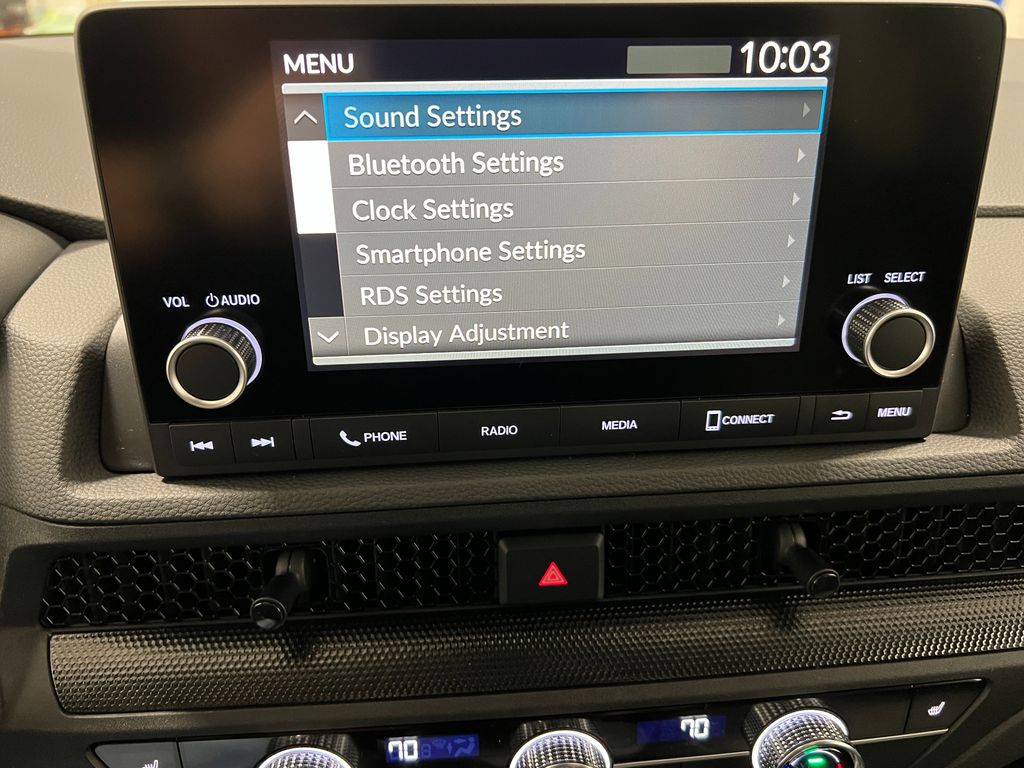 MENU 10:03
Sound Settings
Bluetooth Settings
Clock Settings
Smartphone Settings
RDS Settings
Display Adjustment
VOL AUDIO
LIST SELECT
PHONE RADIO MEDIA CONNECT MENU
70 70